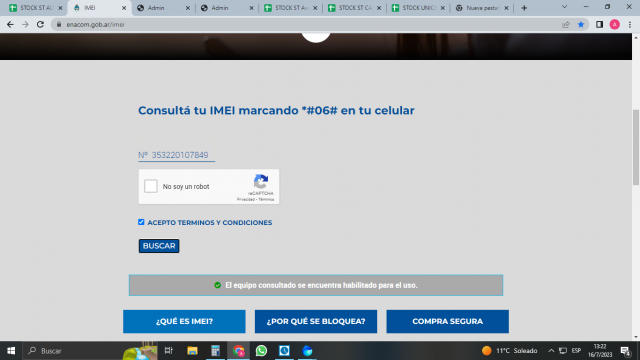 STOCK ST AU
IMEI
Admin
Admin
STOCK ST A
STOCK ST CA
STOCK UNIC
Nueva pesta
enacom.gob.ar/imei
A
Consultá tu IMEI marcando *#06# en tu celular
Nº 353220107849
No soy un robot
reCAPTCHA
Privacidad - Términos
ACEPTO TERMINOS Y CONDICIONES
BUSCAR
El equipo consultado se encuentra habilitado para el uso.
¿QUÉ ES IMEI?
¿POR QUÉ SE BLOQUEA?
COMPRA SEGURA
Buscar
11°C Soleado
ESP
13:22
16/7/2023